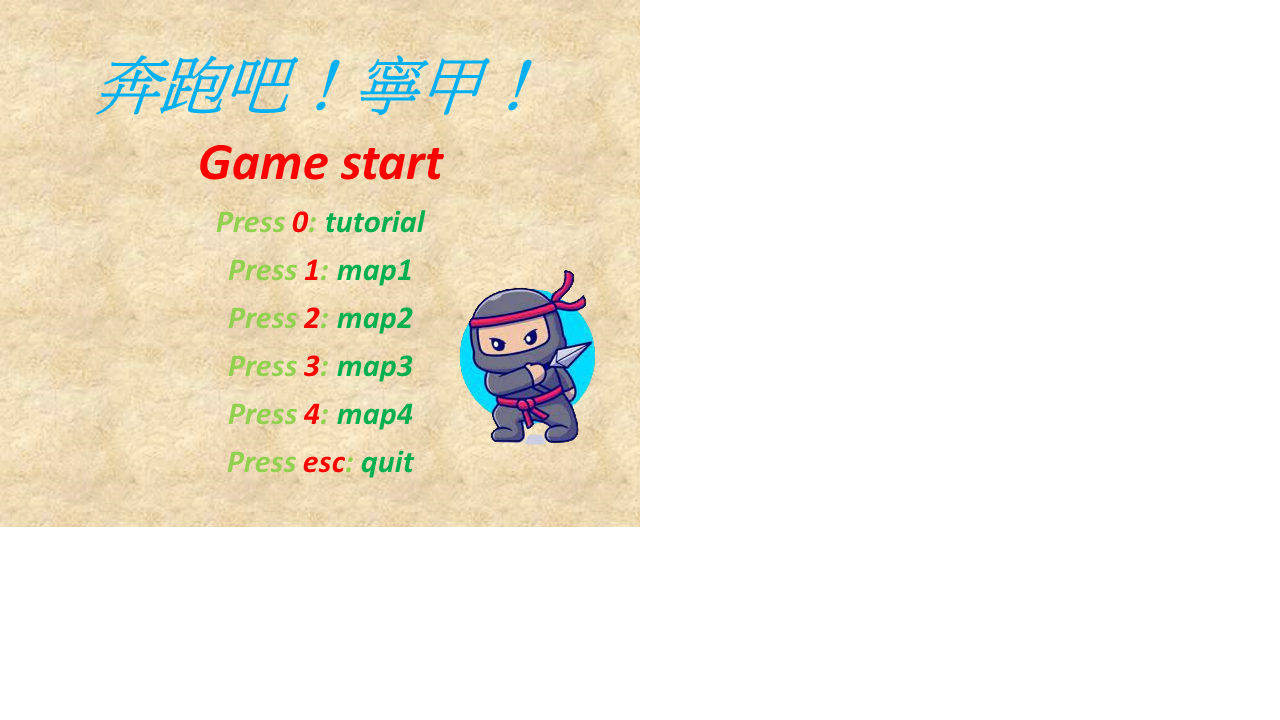 奔跑吧！寧甲！
Game start
Press 0: tutorial
Press 1: map1
Press 2: map2
Press 3: map3
Press 4: map4
Press esc: quit